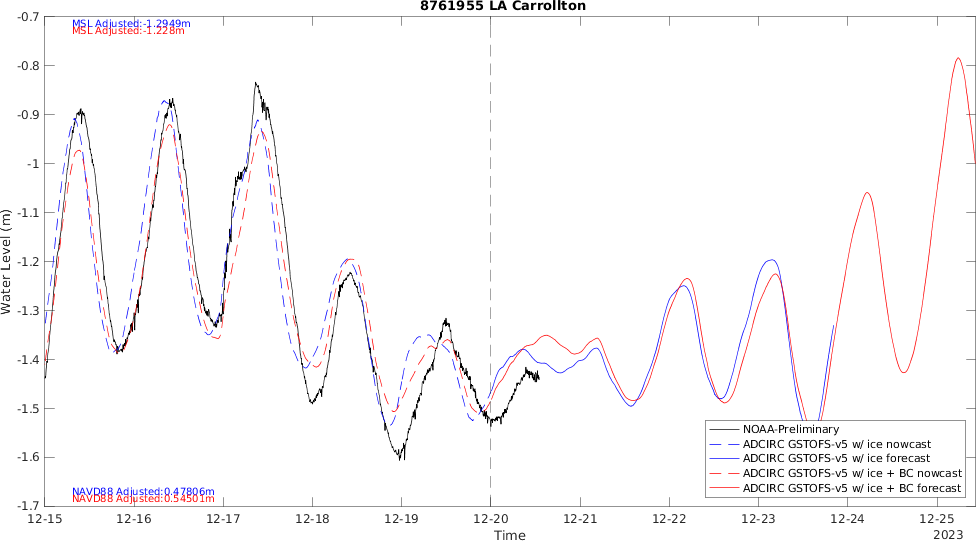 8761955 LA Carrollton
MSL Adjusted:-1.2949m
MSL Adjusted:-1.228m
-0.7
-0.8
-0.9
-1
-1.1
-1.2
-1.3
-1.4
-1.5
-1.6
-1.7
Water Level (m)
NOAA-Preliminary
ADCIRC GSTOFS-v5 w/ ice nowcast
ADCIRC GSTOFS-v5 w/ ice forecast
ADCIRC GSTOFS-v5 w/ ice + BC nowcast
ADCIRC GSTOFS-v5 w/ ice + BC forecast
NAVD88 Adjusted:0.47806m
NAVD88 Adjusted:0.54501m
12-15 12-16 12-17 12-18 12-19 12-20 12-21 12-22 12-23 12-24 12-25
Time
2023